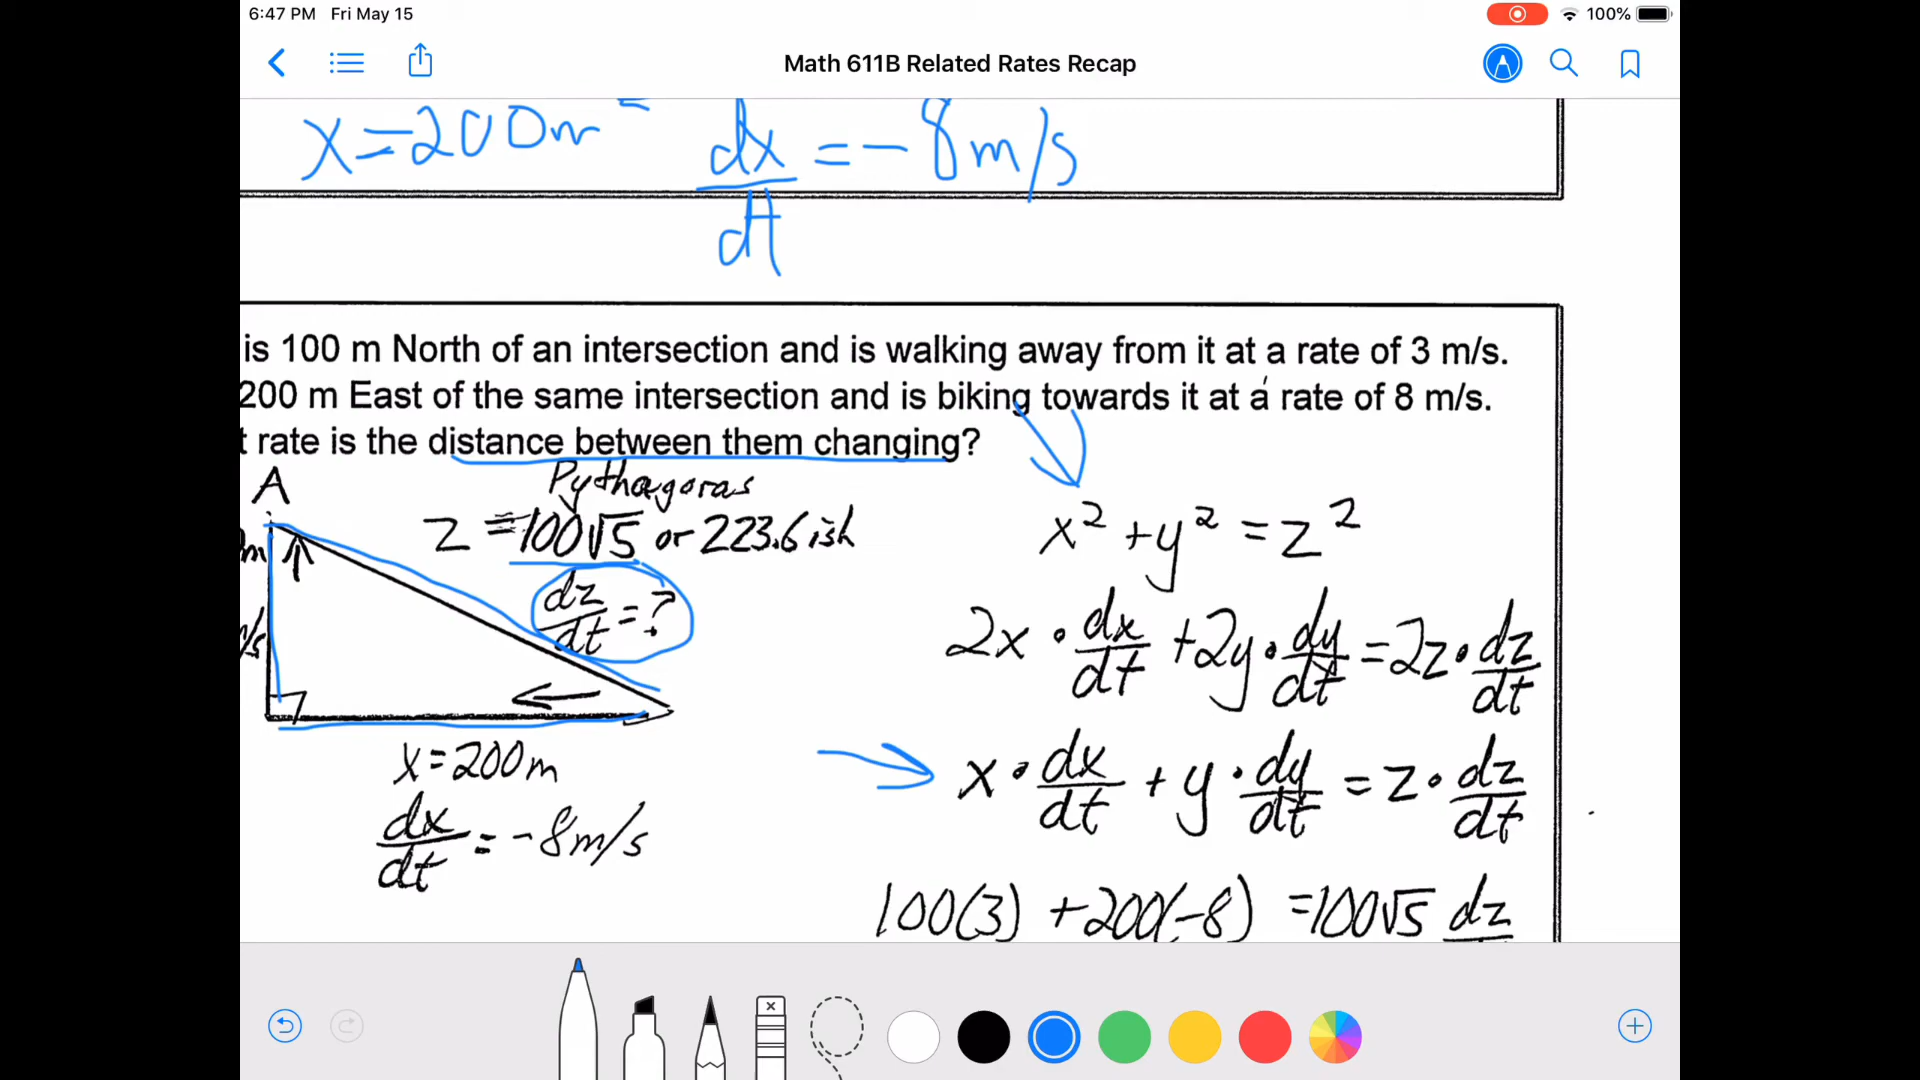 6:47 PM Fri May 15
100%
Math 611B Related Rates Recap
x=200m
dx/dt = -8m/s
is 100 m North of an intersection and is walking away from it at a rate of 3 m/s.
200 m East of the same intersection and is biking towards it at a rate of 8 m/s.
t rate is the distance between them changing?
A
Pythagoras
z = 100√5 or 223.6ish
dz/dt = ?
m
/s
x=200m
dx/dt = -8m/s
x² + y² = z²
2x · dx/dt + 2y · dy/dt = 2z · dz/dt
x · dx/dt + y · dy/dt = z · dz/dt
100(3) + 200(-8) = 100√5 dz